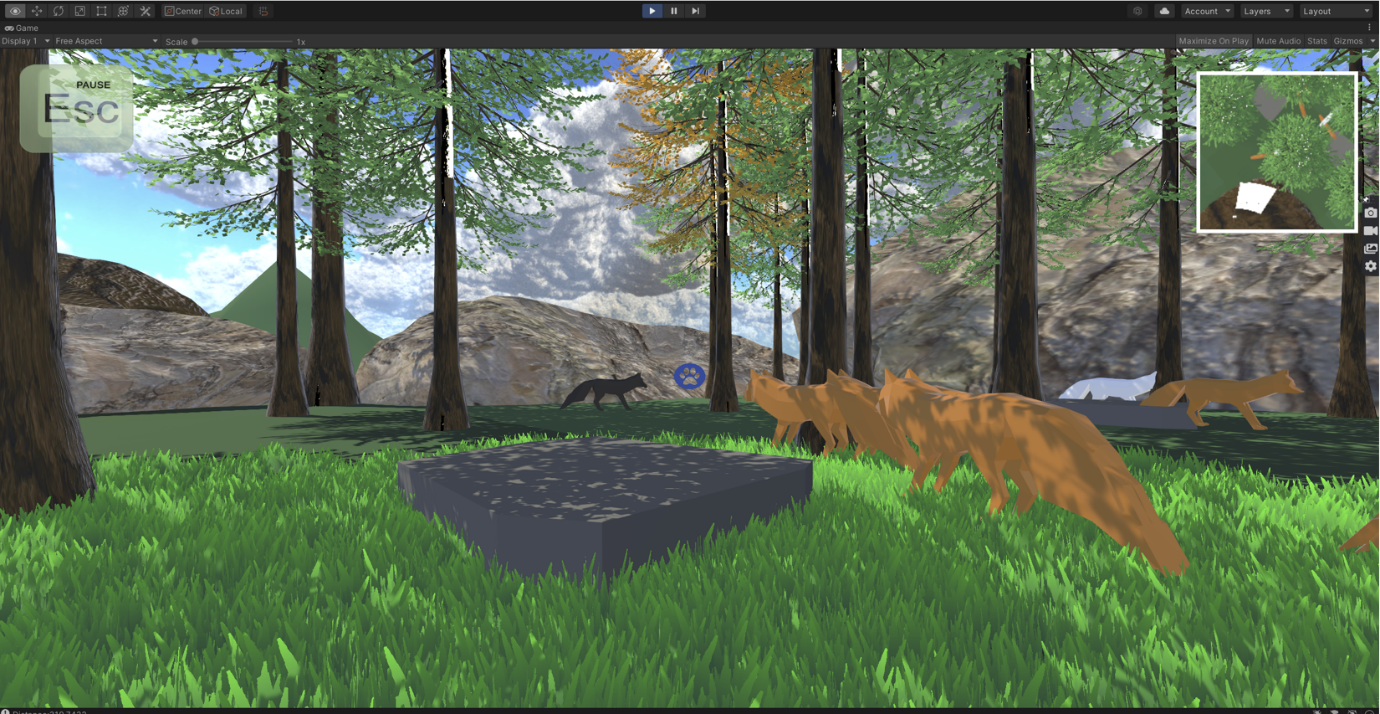 Center Local Account Layers Layout
Game
Display 1 Free Aspect Scale 1x Maximize On Play Mute Audio Stats Gizmos
PAUSE
Esc